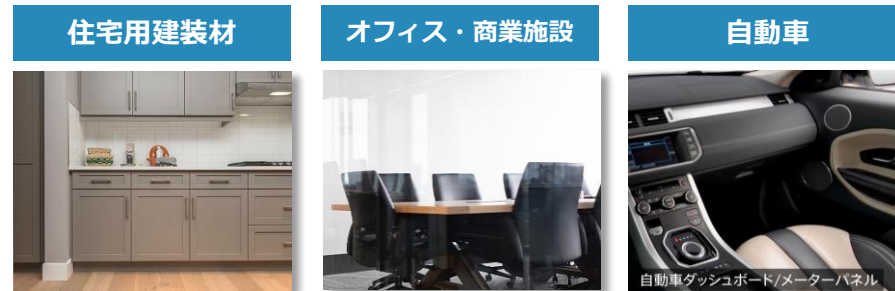 住宅用建装材
オフィス・商業施設
自動車
自動車ダッシュボード/メーターパネル